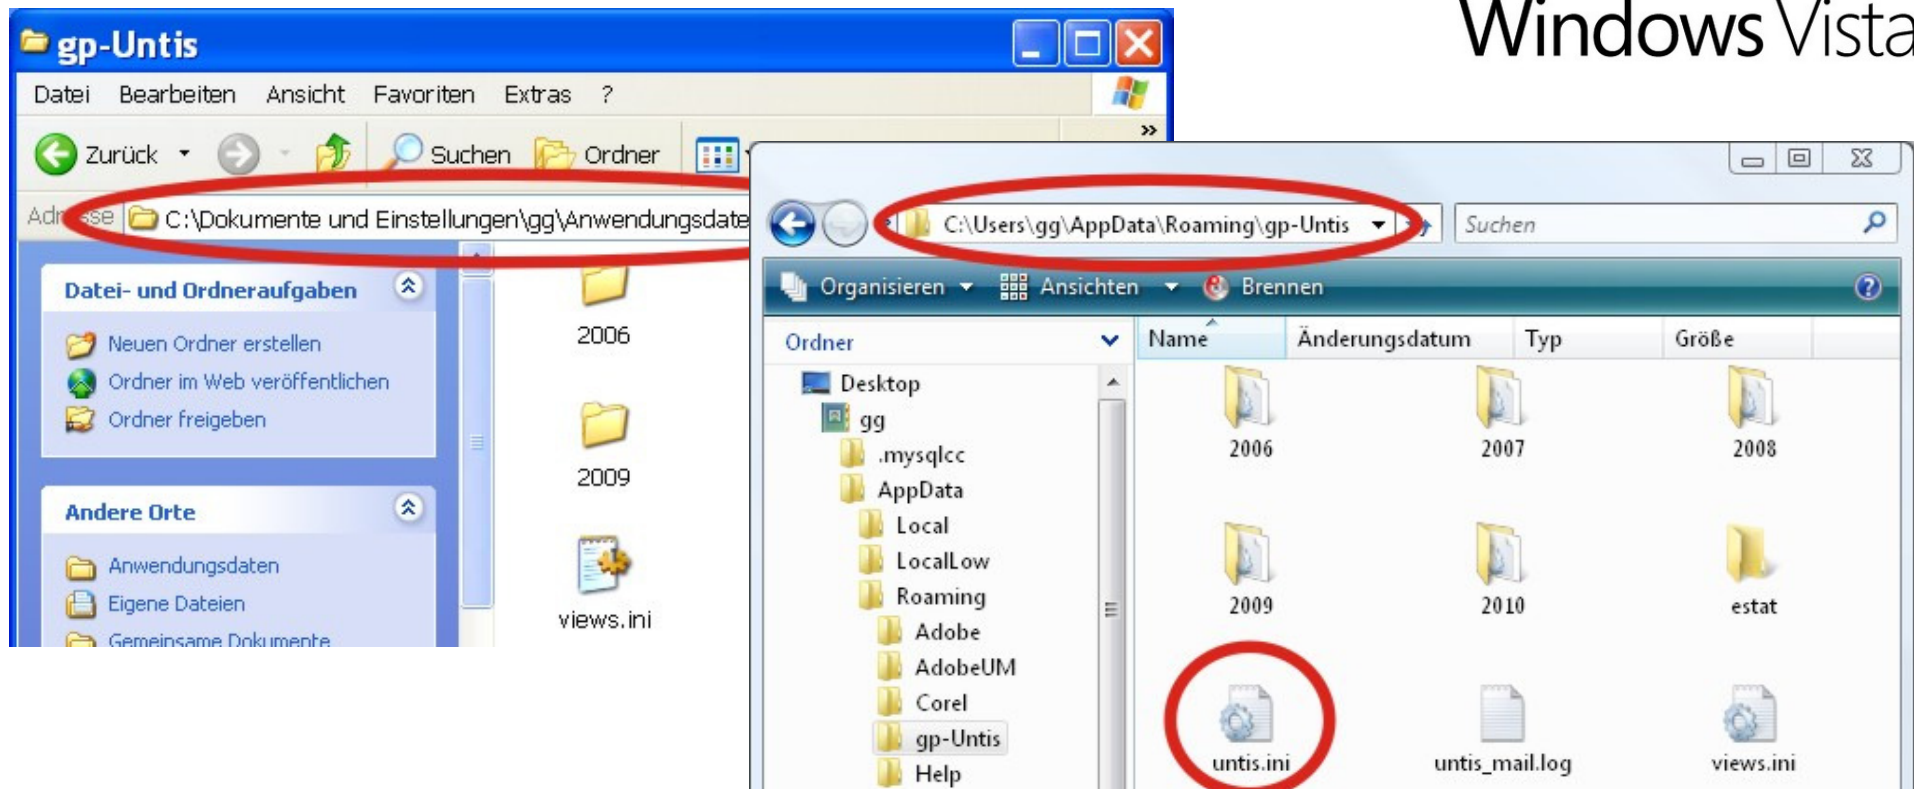 Windows Vista
gp-Untis
Datei Bearbeiten Ansicht Favoriten Extras ?
Zurück Suchen Ordner
Adresse C:\Dokumente und Einstellungen\gg\Anwendungsdate
Datei- und Ordneraufgaben
Neuen Ordner erstellen
Ordner im Web veröffentlichen
Ordner freigeben
Andere Orte
Anwendungsdaten
Eigene Dateien
Gemeinsame Dokumente
2006
2009
views.ini
C:\Users\gg\AppData\Roaming\gp-Untis Suchen
Organisieren Ansichten Brennen
Ordner
Desktop
gg
.mysqlcc
AppData
Local
LocalLow
Roaming
Adobe
AdobeUM
Corel
gp-Untis
Help
Name Änderungsdatum Typ Größe
2006 2007 2008
2009 2010 estat
untis.ini untis_mail.log views.ini